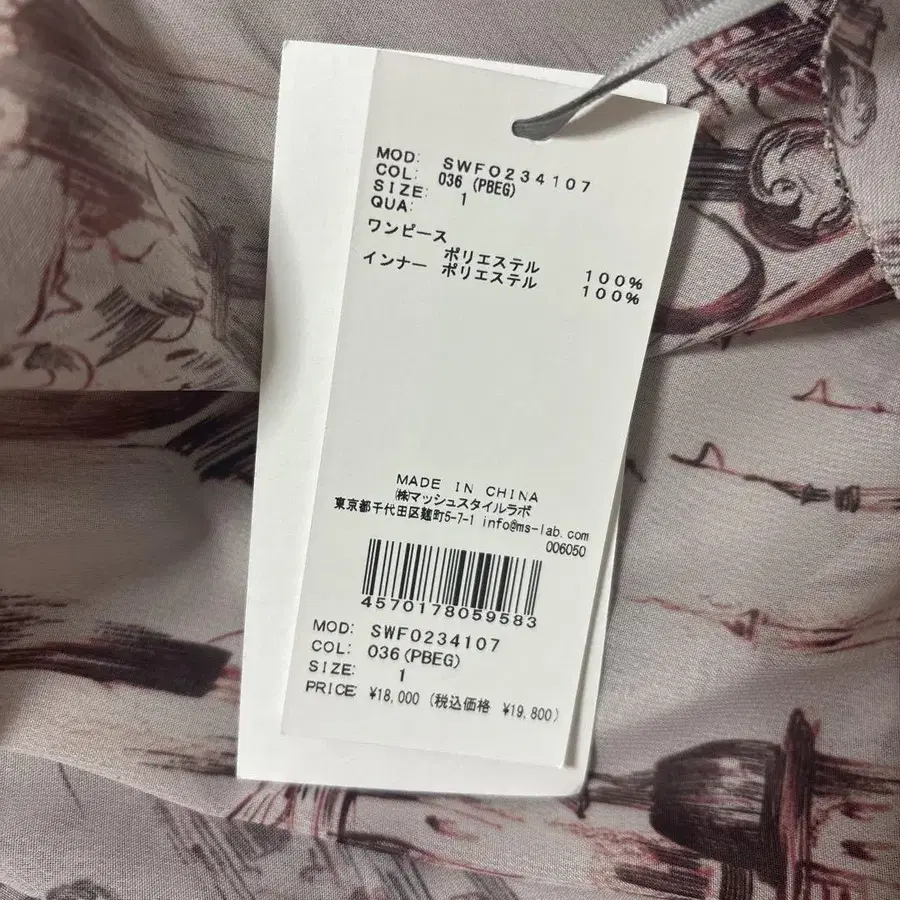 MOD: SWFO234107
COL: 036 (PBEG)
SIZE: 1
QUA:
ワンピース
ポリエステル 100%
インナー ポリエステル 100%
MADE IN CHINA
㈱マッシュスタイルラボ
東京都千代田区麹町5-7-1 info@ms-lab.com
006050
4570178059583
MOD: SWFO234107
COL: 036(PBEG)
SIZE: 1
PRICE: ¥18,000 (税込価格 ¥19,800)